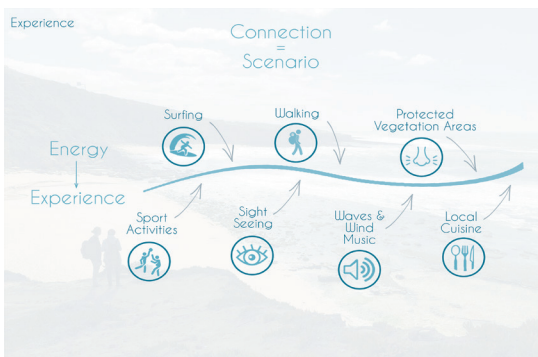 Experience
Connection
=
Scenario
Surfing
Walking
Protected
Vegetation Areas
Energy
Experience
Sport
Activities
Sight
Seeing
Waves &
Wind
Music
Local
Cuisine